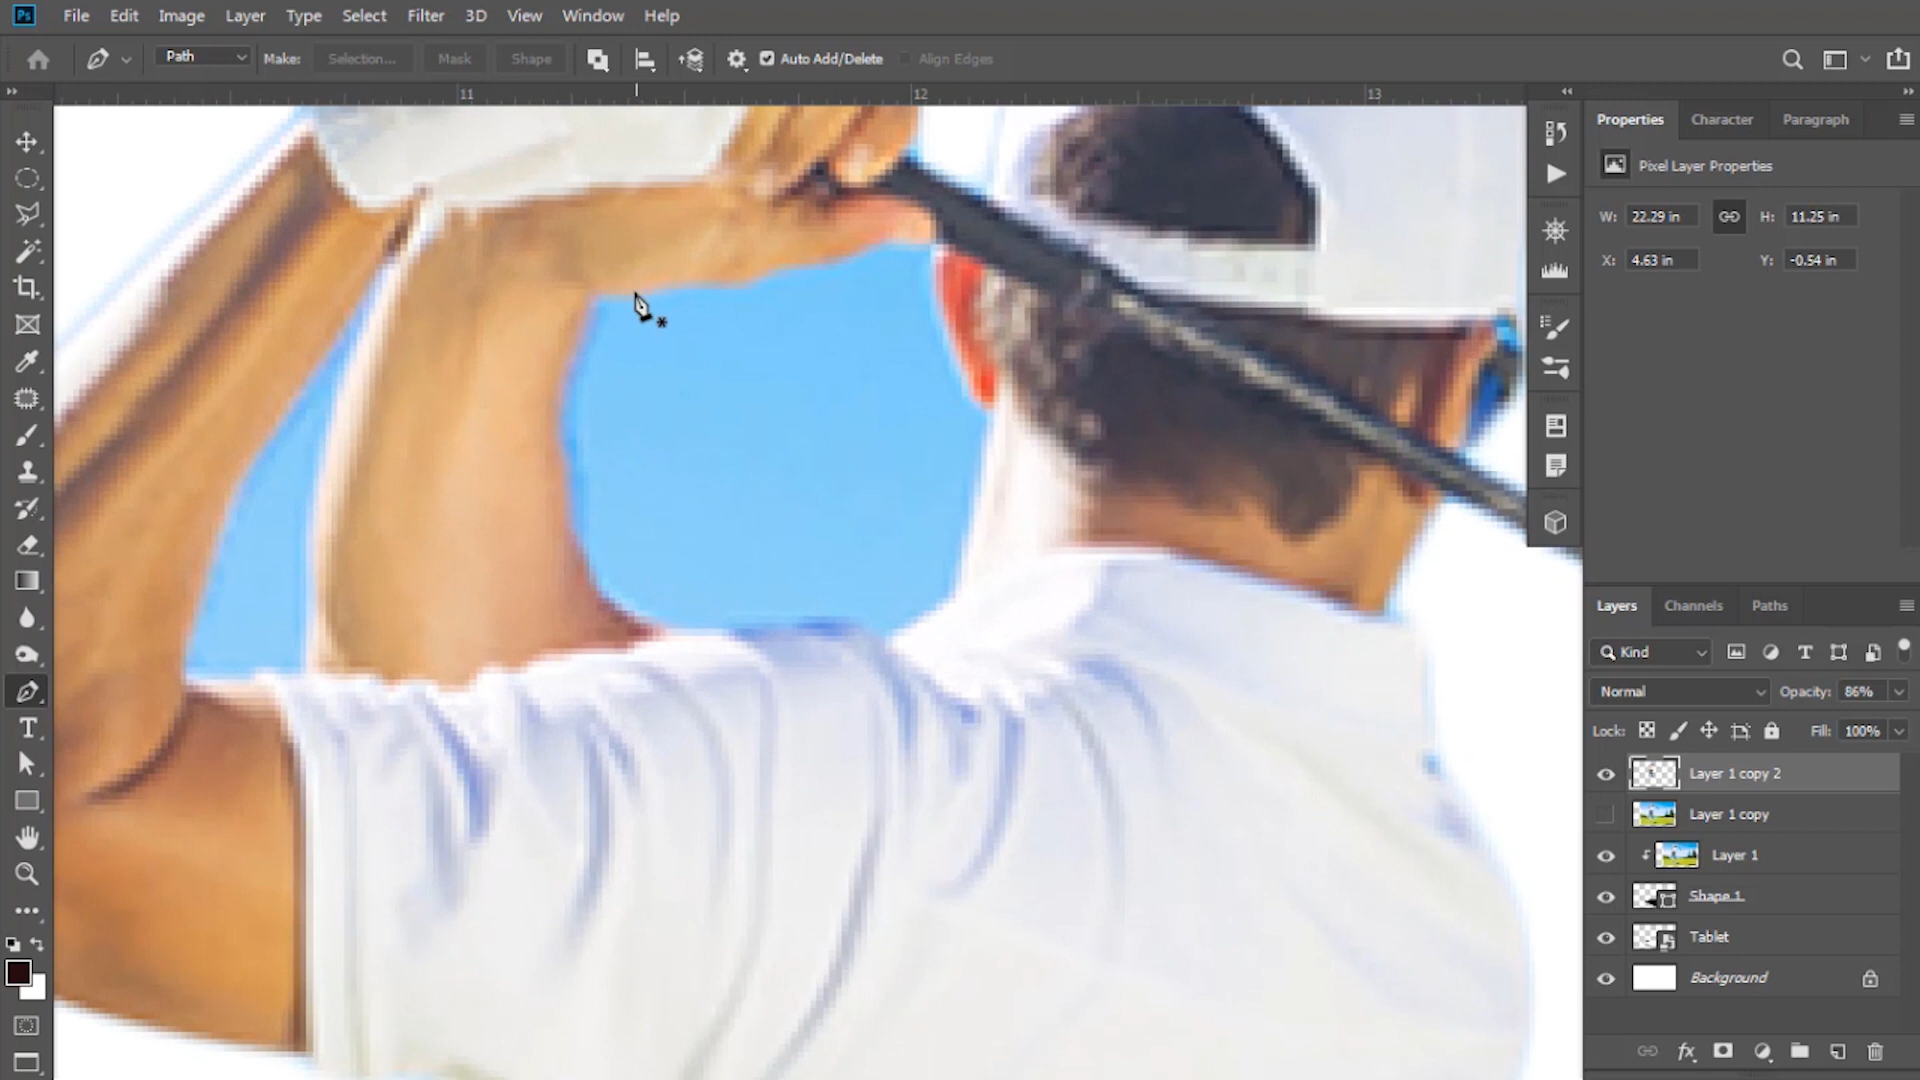 Ps File Edit Image Layer Type Select Filter 3D View Window Help
Path Make: Selection... Mask Shape Auto Add/Delete Align Edges
11 12 13
Properties Character Paragraph
Pixel Layer Properties
W: 22.29 in H: 11.25 in
X: 4.63 in Y: -0.54 in
Layers Channels Paths
Kind
Normal Opacity: 86%
Lock: Fill: 100%
Layer 1 copy 2
Layer 1 copy
Layer 1
Shape 1
Tablet
Background